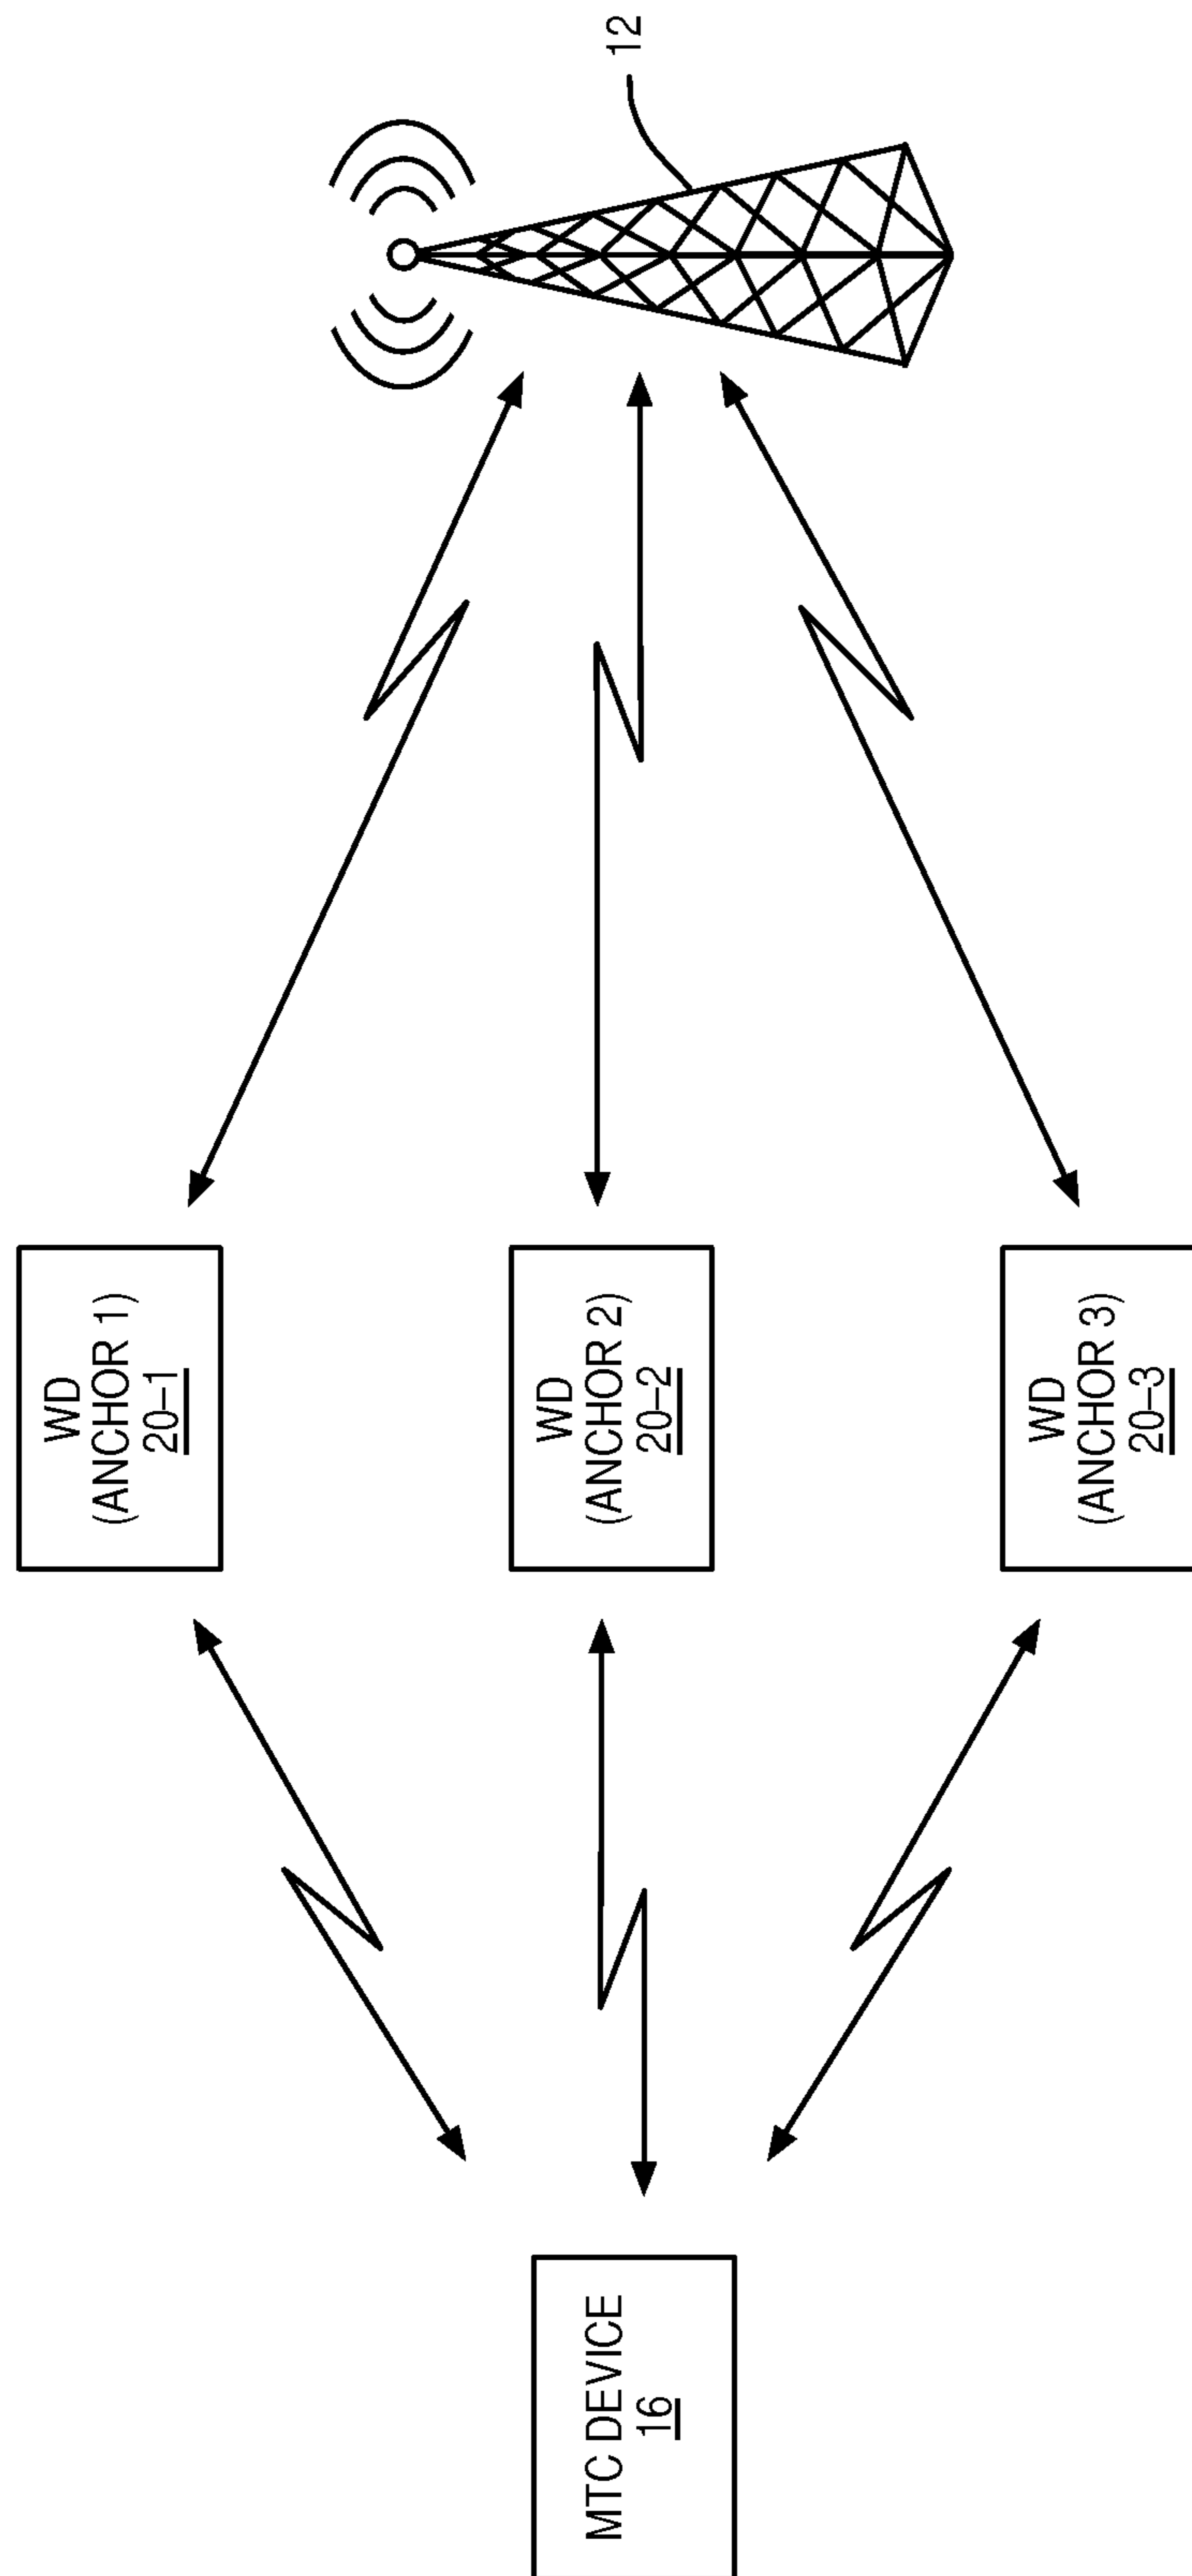 12
WD
(ANCHOR 1)
20–1
WD
(ANCHOR 2)
20–2
WD
(ANCHOR 3)
20–3
MTC DEVICE
16